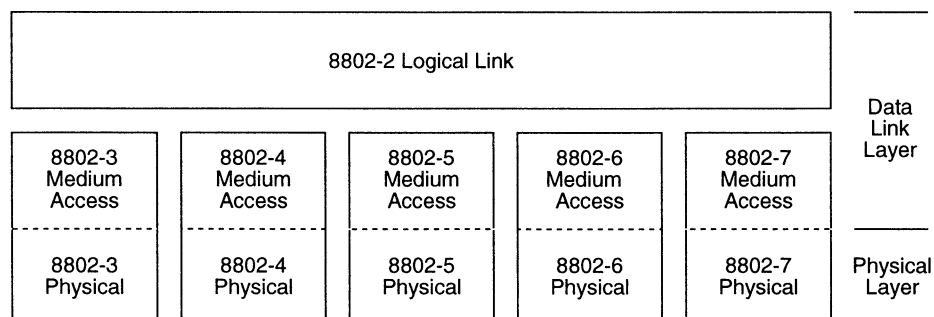 8802-2 Logical Link
Data
Link
Layer
8802-3
Medium
Access
8802-4
Medium
Access
8802-5
Medium
Access
8802-6
Medium
Access
8802-7
Medium
Access
8802-3
Physical
8802-4
Physical
8802-5
Physical
8802-6
Physical
8802-7
Physical
Physical
Layer